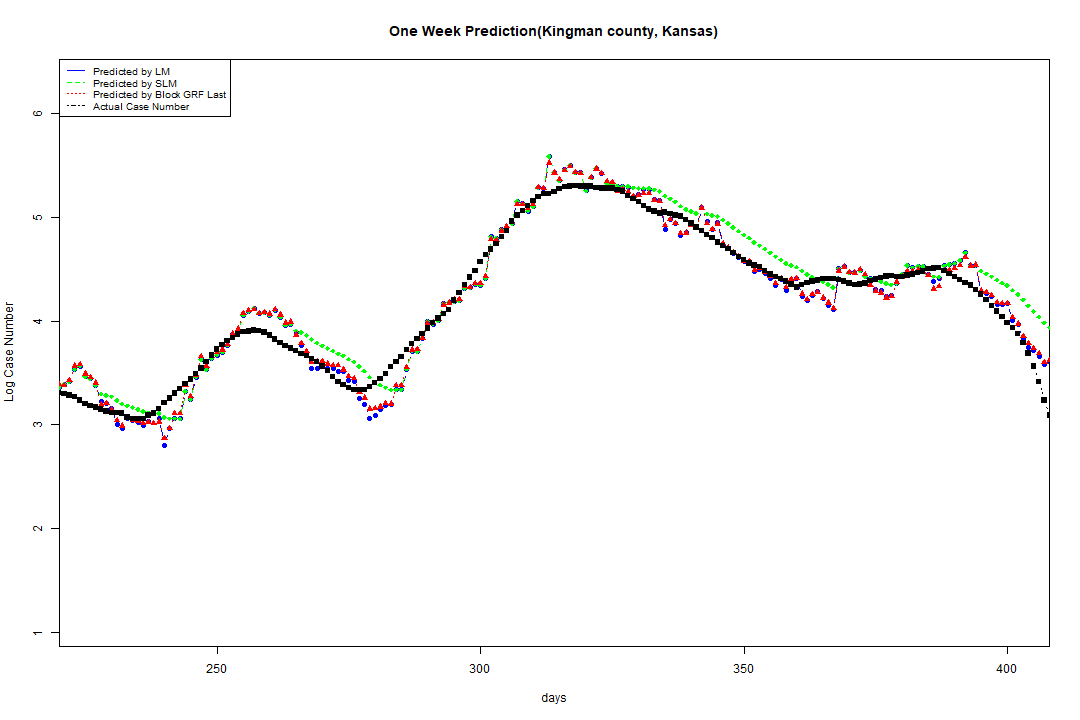 One Week Prediction(Kingman county, Kansas)
Predicted by LM
Predicted by SLM
Predicted by Block GRF Last
Actual Case Number
6
5
4
3
2
1
Log Case Number
250
300
350
400
days